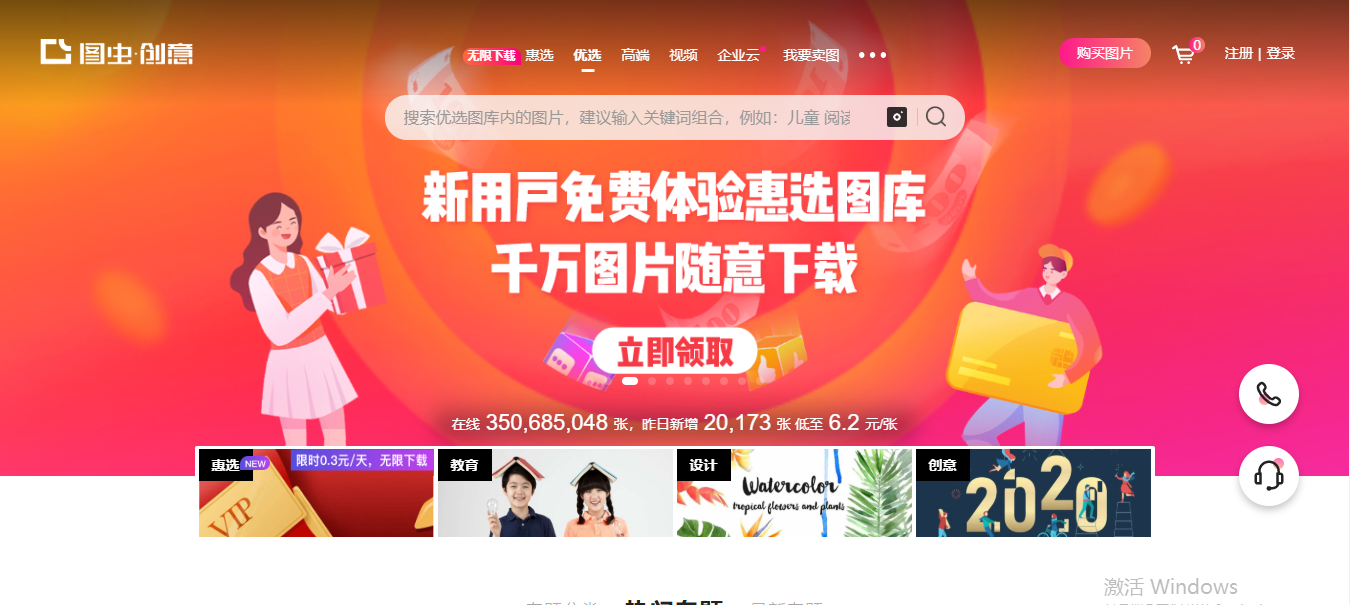 图虫·创意
无限下载 惠选 优选 高端 视频 企业云 我要卖图
购买图片 0 注册 | 登录
搜索优选图库内的图片，建议输入关键词组合，例如：儿童 阅读
新用户免费体验惠选图库
千万图片随意下载
立即领取
在线 350,685,048 张，昨日新增 20,173 张 低至 6.2 元/张
惠选 NEW 限时0.3元/天，无限下载 教育 设计 创意
VIP Watercolor 2020
tropical flowers and plants
激活 Windows
热门专题